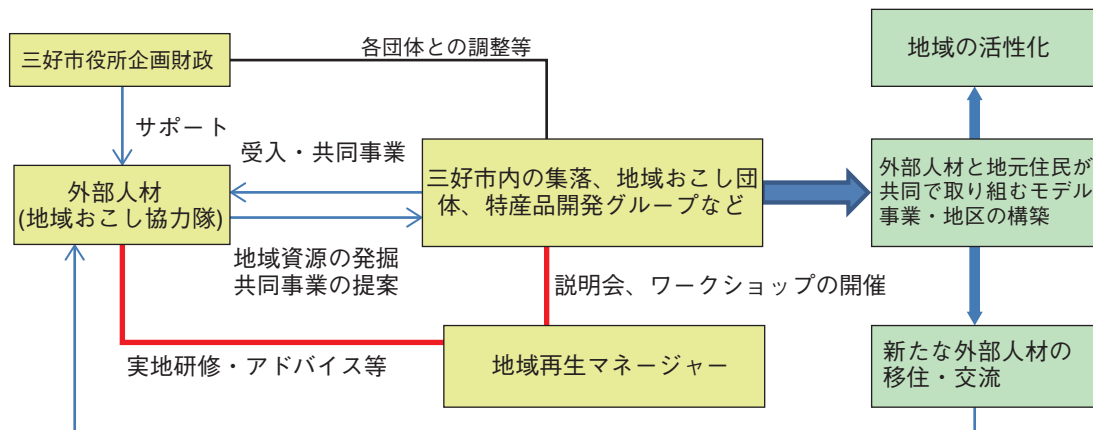 三好市役所企画財政
各団体との調整等
地域の活性化
サポート
受入・共同事業
外部人材
(地域おこし協力隊)
三好市内の集落、地域おこし団
体、特産品開発グループなど
外部人材と地元住民が
共同で取り組むモデル
事業・地区の構築
地域資源の発掘
共同事業の提案
説明会、ワークショップの開催
実地研修・アドバイス等
地域再生マネージャー
新たな外部人材の
移住・交流